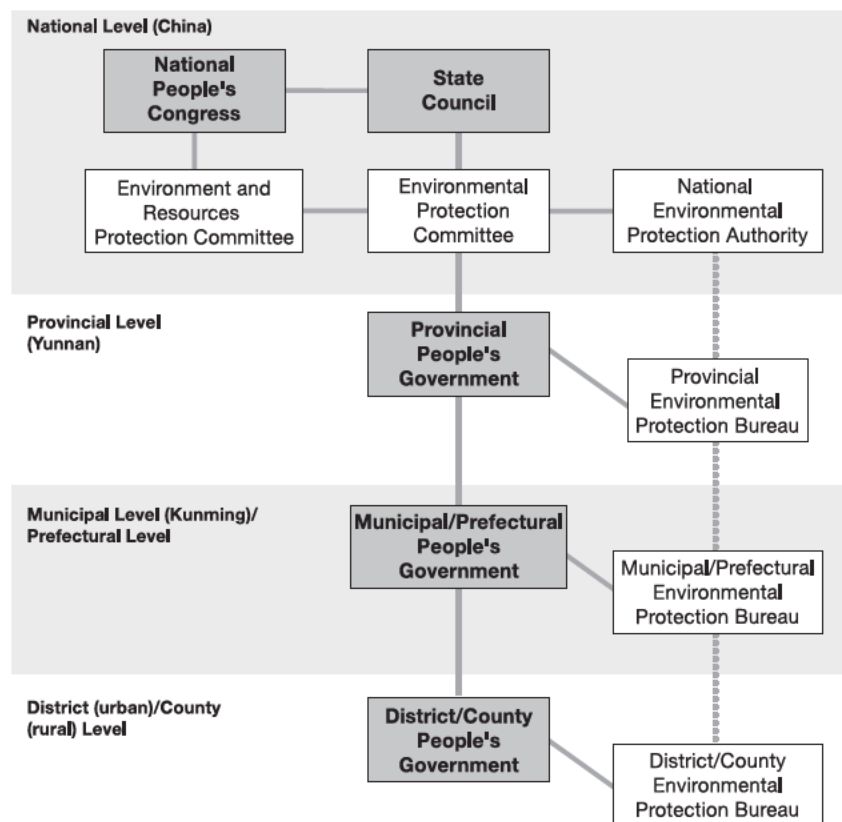 National Level (China)
National
People's
Congress
State
Council
Environment and
Resources
Protection Committee
Environmental
Protection
Committee
National
Environmental
Protection Authority
Provincial Level
(Yunnan)
Provincial
People's
Government
Provincial
Environmental
Protection Bureau
Municipal Level (Kunming)/
Prefectural Level
Municipal/Prefectural
People's
Government
Municipal/Prefectural
Environmental
Protection Bureau
District (urban)/County
(rural) Level
District/County
People's
Government
District/County
Environmental
Protection Bureau